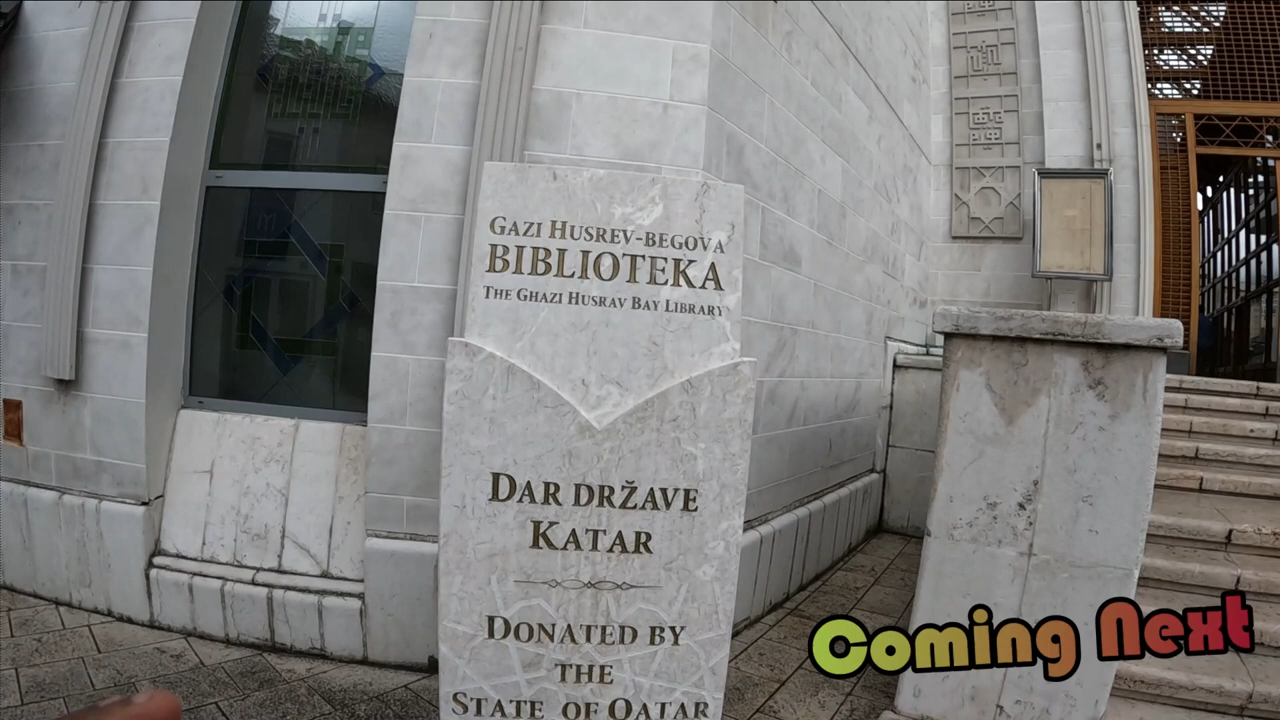 GAZI HUSREV-BEGOVA
BIBLIOTEKA
THE GHAZI HUSRAV BAY LIBRARY
DAR DRŽAVE
KATAR
DONATED BY
THE
STATE OF QATAR
Coming Next